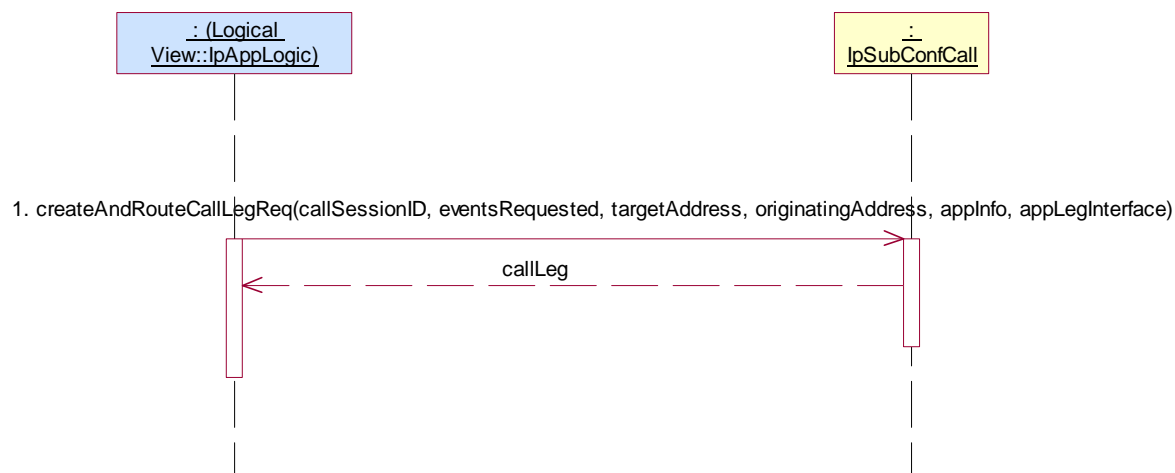 : (Logical
View::IpAppLogic)
:
IpSubConfCall
1. createAndRouteCallLegReq(callSessionID, eventsRequested, targetAddress, originatingAddress, appInfo, appLegInterface)
callLeg